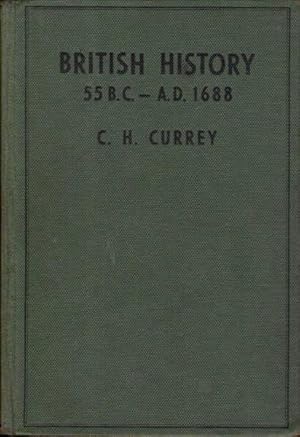 BRITISH HISTORY
55 B.C. – A.D. 1688
C. H. CURREY